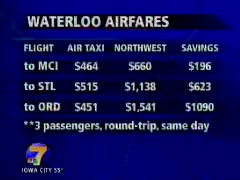 WATERLOO AIRFARES
FLIGHT AIR TAXI NORTHWEST SAVINGS
to MCI $464 $660 $196
to STL $515 $1,138 $623
to ORD $451 $1,541 $1090
**3 passengers, round-trip, same day
7
IOWA CITY 55°